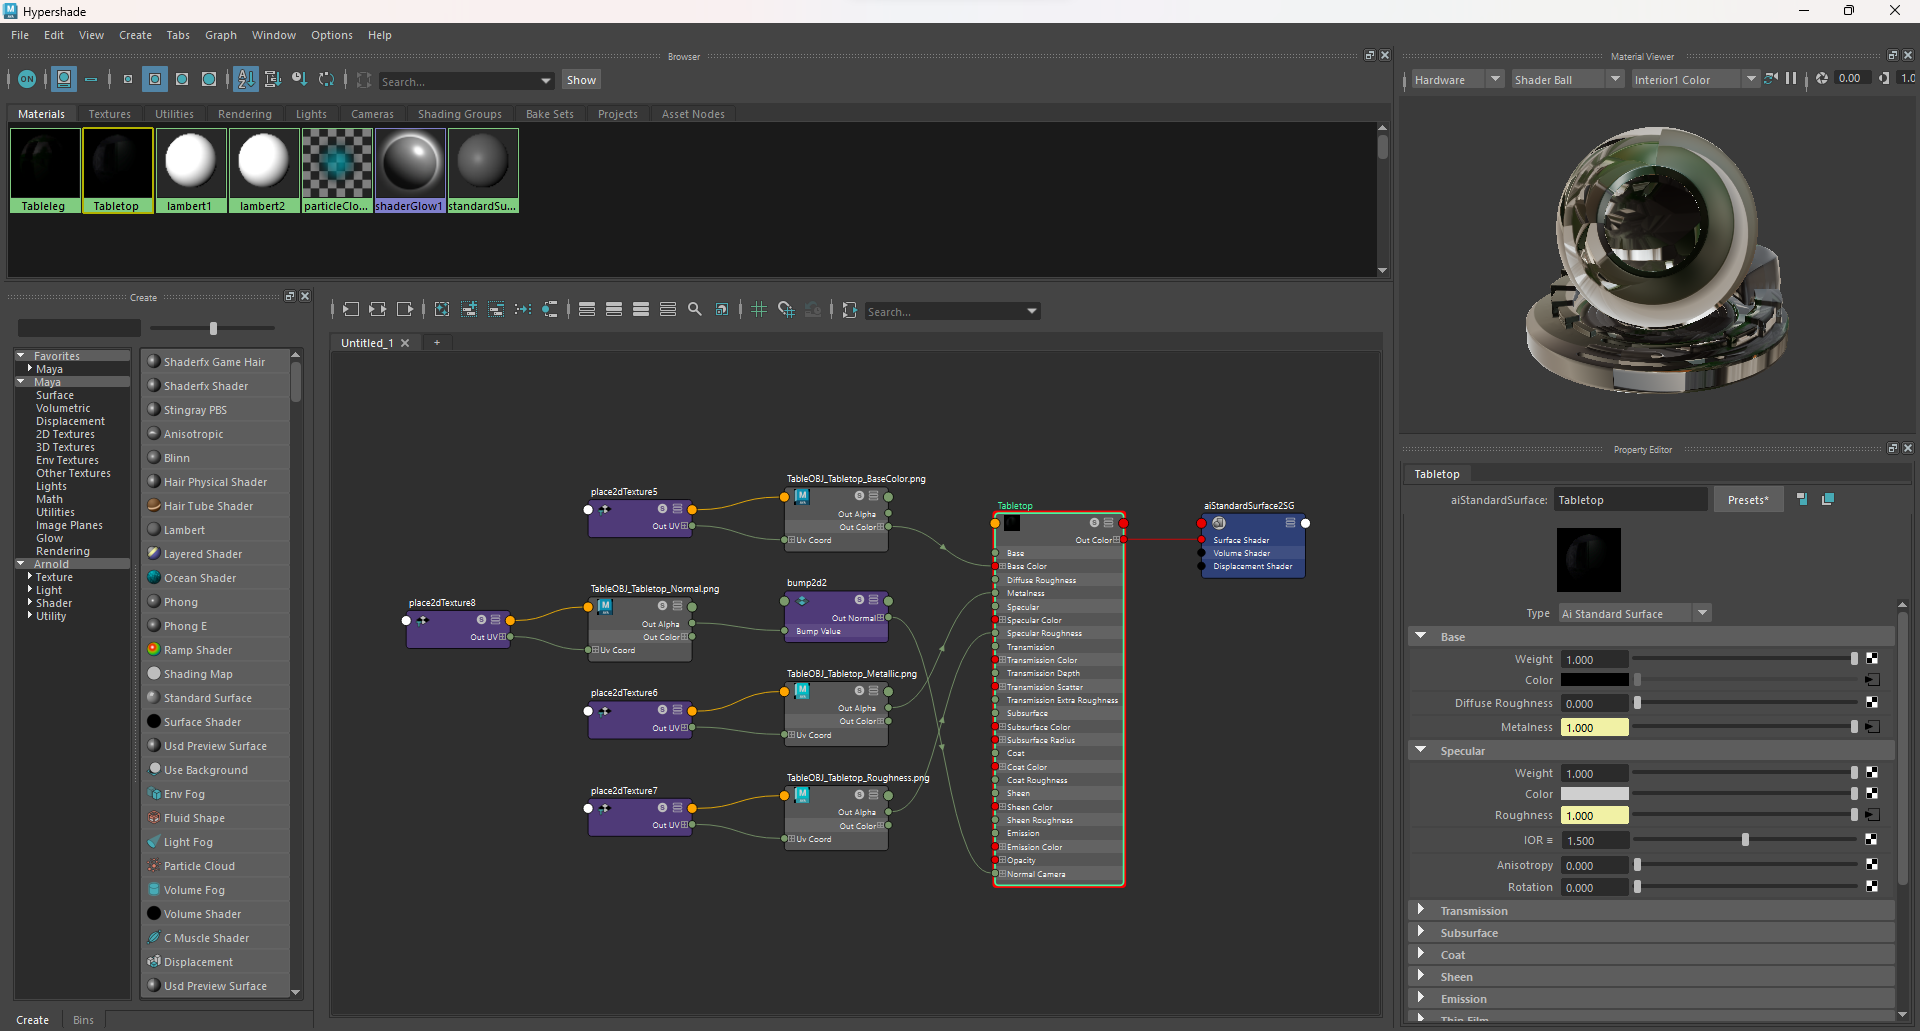 Hypershade
File Edit View Create Tabs Graph Window Options Help
Browser
ON
Search...
Show
Materials Textures Utilities Rendering Lights Cameras Shading Groups Bake Sets Projects Asset Nodes
Tableleg Tabletop lambert1 lambert2 particleClo... shaderGlow1 standardSu...
Create
Favorites
Maya
Maya
Surface
Volumetric
Displacement
2D Textures
3D Textures
Env Textures
Other Textures
Lights
Math
Utilities
Image Planes
Glow
Rendering
Arnold
Texture
Light
Shader
Utility
Shaderfx Game Hair
Shaderfx Shader
Stingray PBS
Anisotropic
Blinn
Hair Physical Shader
Hair Tube Shader
Lambert
Layered Shader
Ocean Shader
Phong
Phong E
Ramp Shader
Shading Map
Standard Surface
Surface Shader
Usd Preview Surface
Use Background
Env Fog
Fluid Shape
Light Fog
Particle Cloud
Volume Fog
Volume Shader
C Muscle Shader
Displacement
Usd Preview Surface
Create Bins
Search...
Untitled_1
+
place2dTexture5
Out UV
TableOBJ_Tabletop_BaseColor.png
Out Alpha
Out Color
Uv Coord
place2dTexture8
Out UV
TableOBJ_Tabletop_Normal.png
Out Alpha
Out Color
Uv Coord
bump2d2
Out Normal
Bump Value
place2dTexture6
Out UV
TableOBJ_Tabletop_Metallic.png
Out Alpha
Out Color
Uv Coord
place2dTexture7
Out UV
TableOBJ_Tabletop_Roughness.png
Out Alpha
Out Color
Uv Coord
Tabletop
Out Color
Base
Base Color
Diffuse Roughness
Metalness
Specular
Specular Color
Specular Roughness
Transmission
Transmission Color
Transmission Depth
Transmission Scatter
Transmission Extra Roughness
Subsurface
Subsurface Color
Subsurface Radius
Coat
Coat Color
Coat Roughness
Sheen
Sheen Color
Sheen Roughness
Emission
Emission Color
Opacity
Normal Camera
aiStandardSurface2SG
Surface Shader
Volume Shader
Displacement Shader
Material Viewer
Hardware Shader Ball Interior1 Color 0.00 1.0
Property Editor
Tabletop
aiStandardSurface: Tabletop Presets*
Type Ai Standard Surface
Base
Weight 1.000
Color
Diffuse Roughness 0.000
Metalness 1.000
Specular
Weight 1.000
Color
Roughness 1.000
IOR 1.500
Anisotropy 0.000
Rotation 0.000
Transmission
Subsurface
Coat
Sheen
Emission
Thin Film